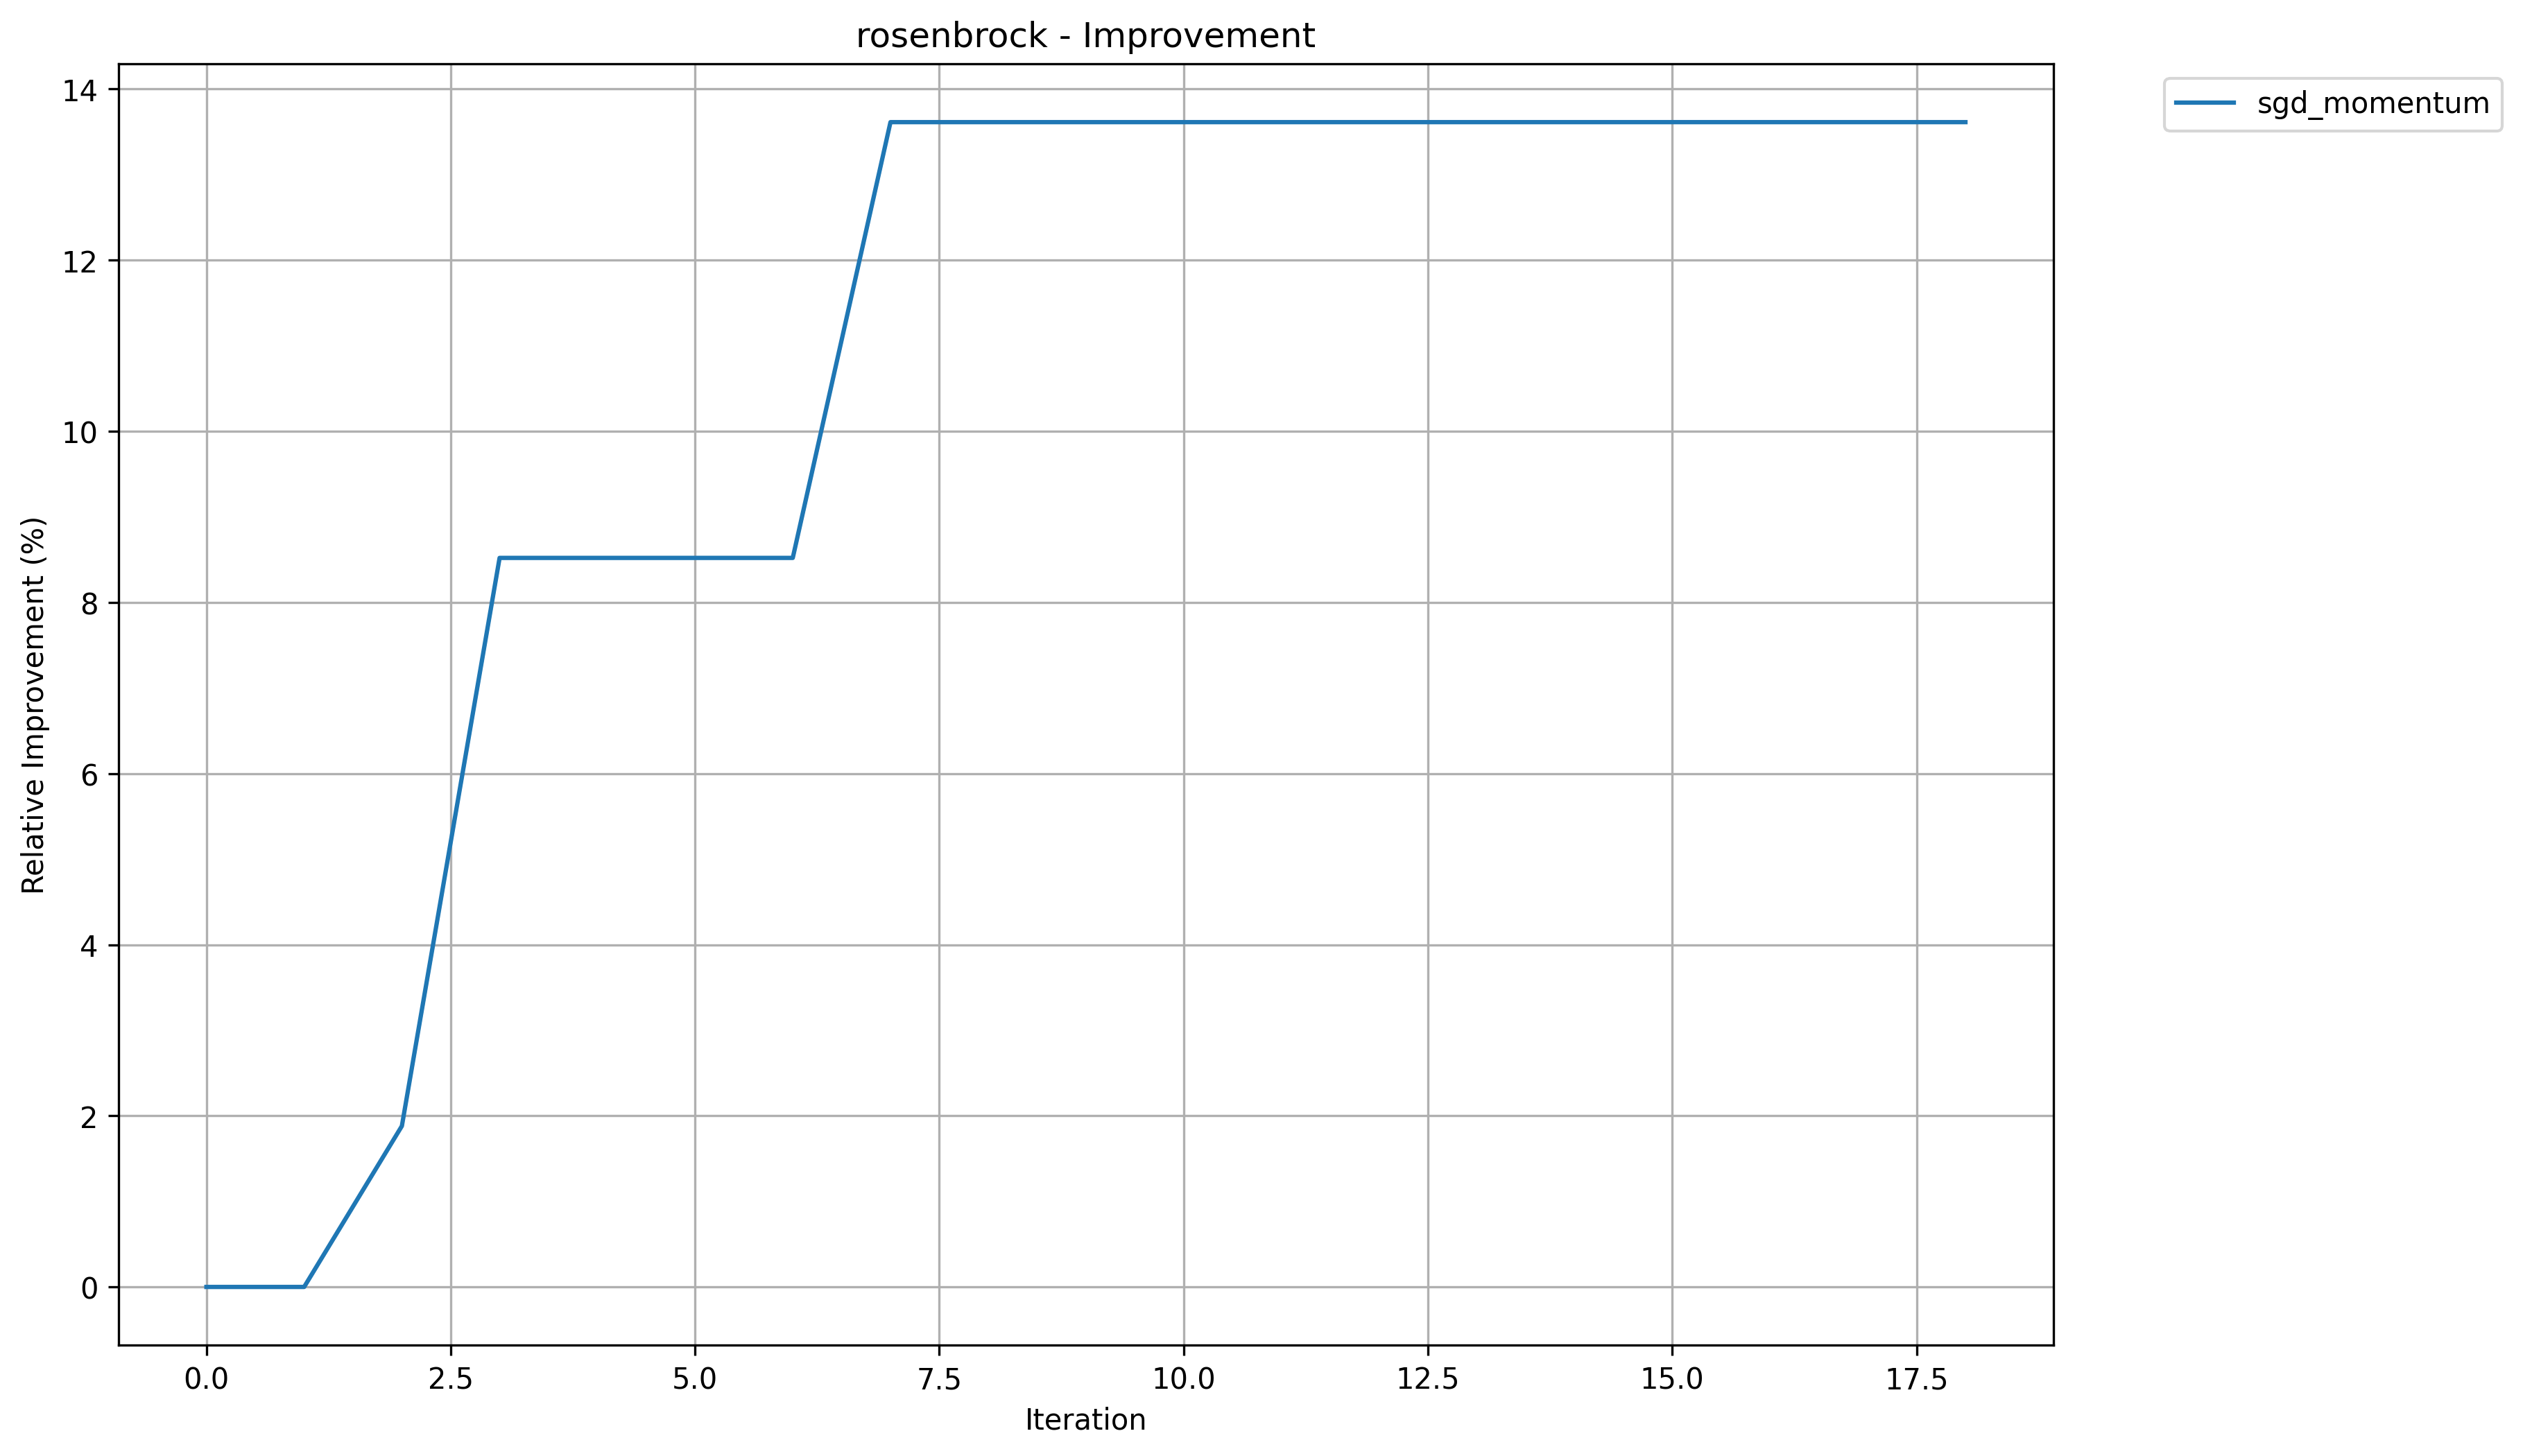 rosenbrock - Improvement
sgd_momentum
Relative Improvement (%)
14
12
10
8
6
4
2
0
0.0 2.5 5.0 7.5 10.0 12.5 15.0 17.5
Iteration